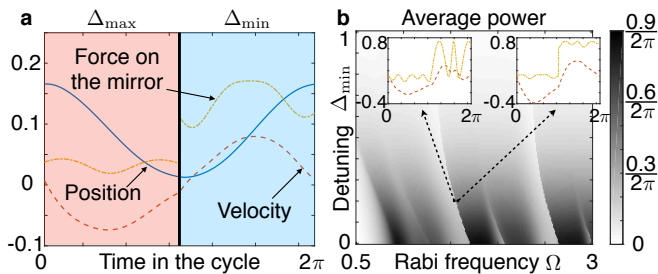 a
Δmax
Δmin
0.2
0.1
0
-0.1
Force on
the mirror
Position
Velocity
0
Time in the cycle
2π
b
Average power
Detuning Δmin
1
0
0.8
-0.4
0
2π
0.8
-0.4
0
2π
0.5
Rabi frequency Ω
3
0.9
2π
0.6
2π
0.3
2π
0